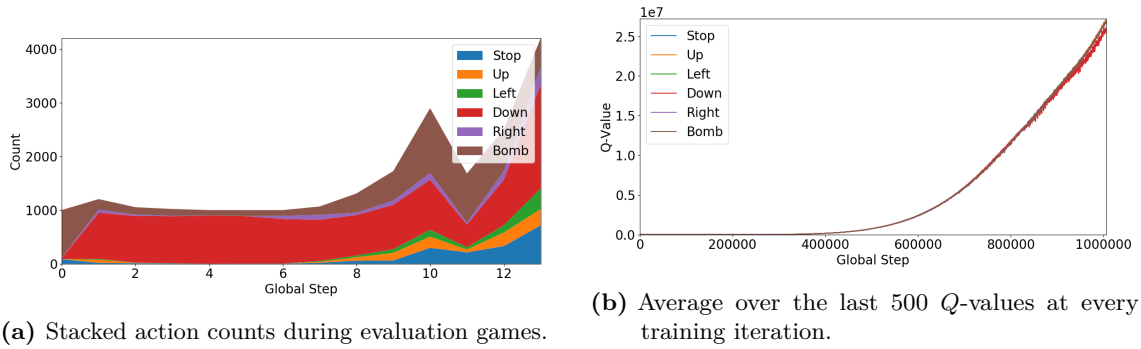 4000
3000
2000
1000
0
Count
0 2 4 6 8 10 12
Global Step
Stop
Up
Left
Down
Right
Bomb
(a) Stacked action counts during evaluation games.
1e7
2.5
2.0
1.5
1.0
0.5
0.0
Q-Value
0 200000 400000 600000 800000 1000000
Global Step
Stop
Up
Left
Down
Right
Bomb
(b) Average over the last 500 Q-values at every
training iteration.